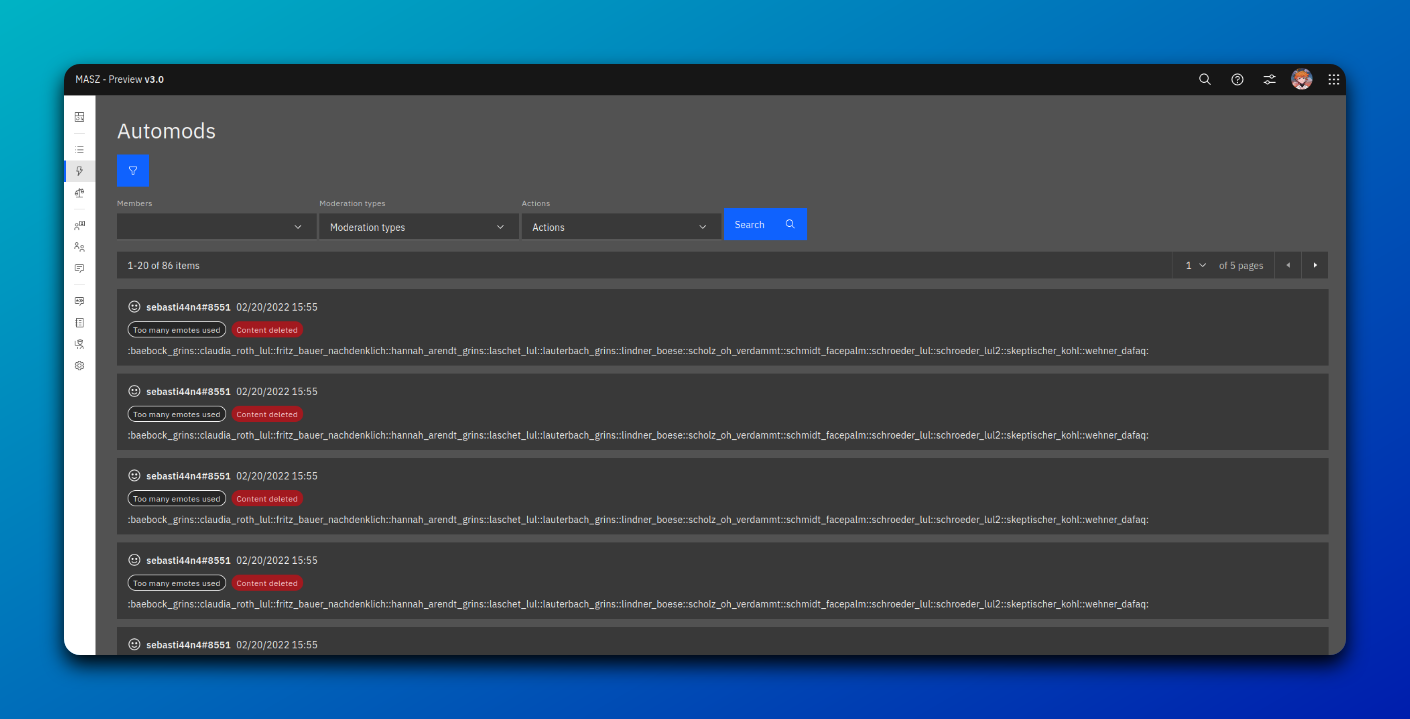 MASZ - Preview v3.0
Automods
Members Moderation types Actions
Moderation types Actions Search
1-20 of 86 items 1 of 5 pages
sebasti44n4#8551 02/20/2022 15:55
Too many emotes used Content deleted
:baebock_grins::claudia_roth_lul::fritz_bauer_nachdenklich::hannah_arendt_grins::laschet_lul::lauterbach_grins::lindner_boese::scholz_oh_verdammt::schmidt_facepalm::schroeder_lul::schroeder_lul2::skeptischer_kohl::wehner_dafaq:
sebasti44n4#8551 02/20/2022 15:55
Too many emotes used Content deleted
:baebock_grins::claudia_roth_lul::fritz_bauer_nachdenklich::hannah_arendt_grins::laschet_lul::lauterbach_grins::lindner_boese::scholz_oh_verdammt::schmidt_facepalm::schroeder_lul::schroeder_lul2::skeptischer_kohl::wehner_dafaq:
sebasti44n4#8551 02/20/2022 15:55
Too many emotes used Content deleted
:baebock_grins::claudia_roth_lul::fritz_bauer_nachdenklich::hannah_arendt_grins::laschet_lul::lauterbach_grins::lindner_boese::scholz_oh_verdammt::schmidt_facepalm::schroeder_lul::schroeder_lul2::skeptischer_kohl::wehner_dafaq:
sebasti44n4#8551 02/20/2022 15:55
Too many emotes used Content deleted
:baebock_grins::claudia_roth_lul::fritz_bauer_nachdenklich::hannah_arendt_grins::laschet_lul::lauterbach_grins::lindner_boese::scholz_oh_verdammt::schmidt_facepalm::schroeder_lul::schroeder_lul2::skeptischer_kohl::wehner_dafaq:
sebasti44n4#8551 02/20/2022 15:55